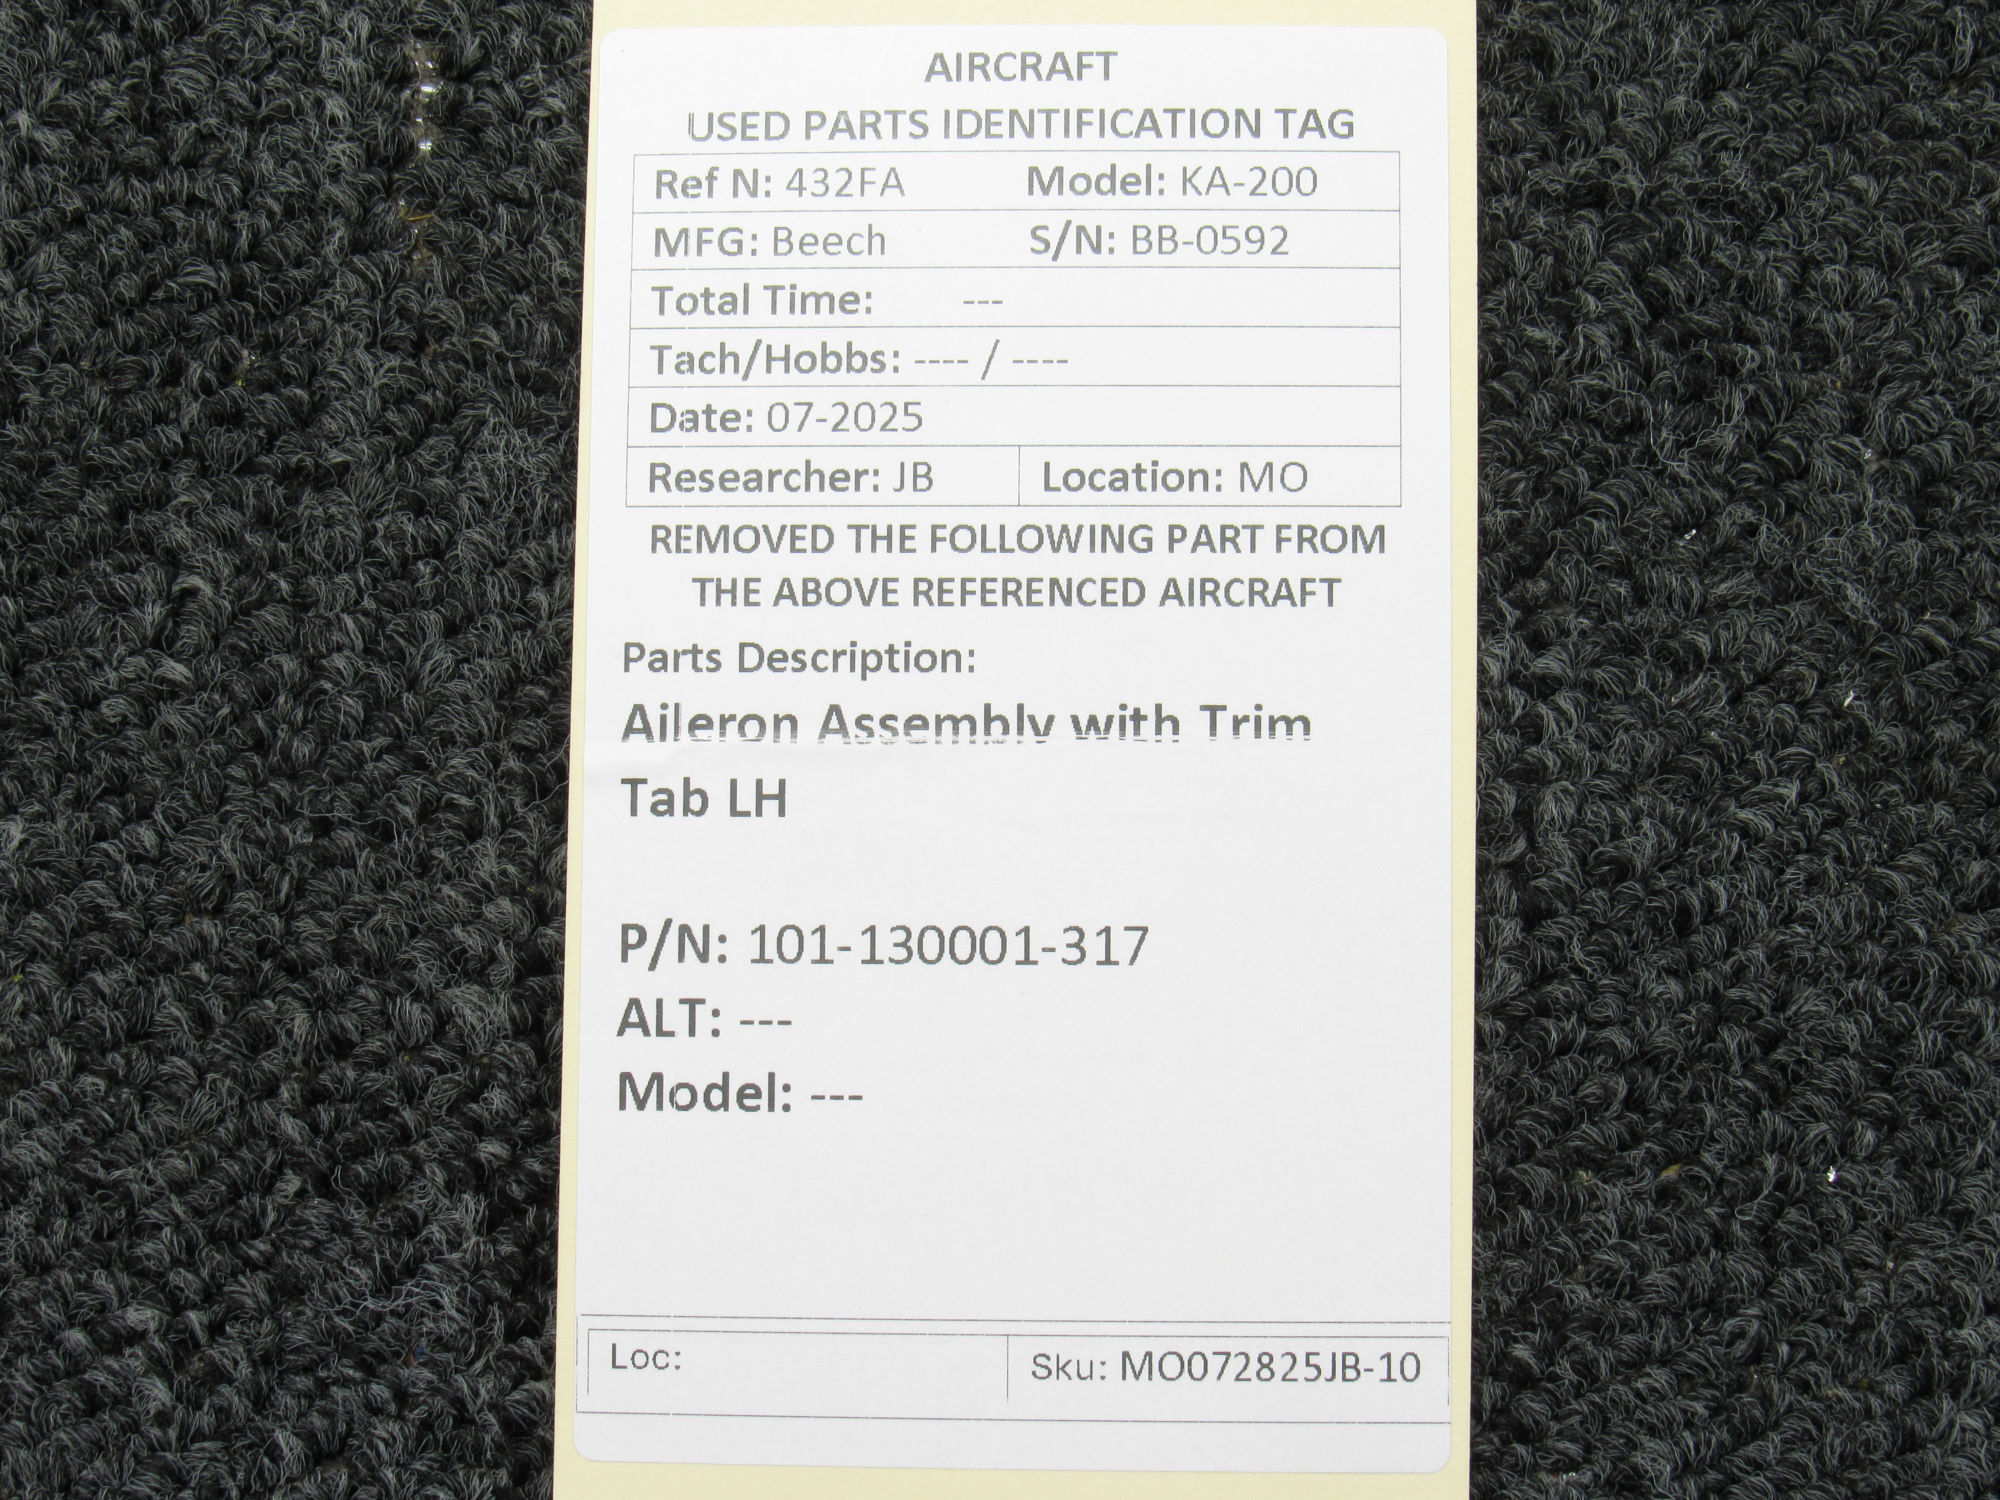 AIRCRAFT
USED PARTS IDENTIFICATION TAG
Ref N: 432FA Model: KA-200
MFG: Beech S/N: BB-0592
Total Time: ---
Tach/Hobbs: ---- / ----
Date: 07-2025
Researcher: JB Location: MO
REMOVED THE FOLLOWING PART FROM
THE ABOVE REFERENCED AIRCRAFT
Parts Description:
Aileron Assembly with Trim
Tab LH
P/N: 101-130001-317
ALT: ---
Model: ---
Loc: Sku: MO072825JB-10